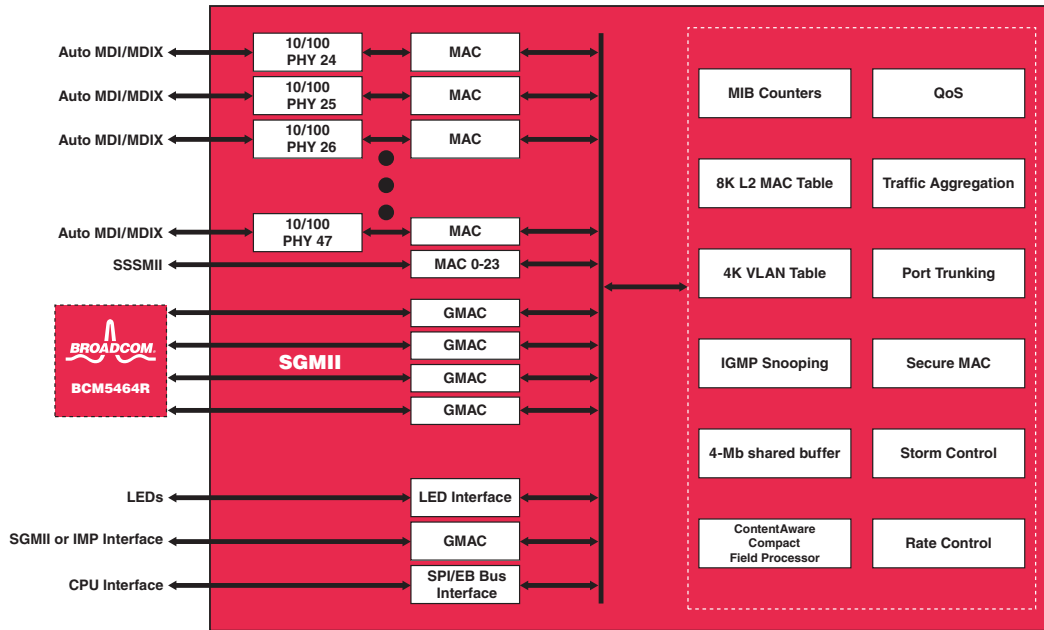 Auto MDI/MDIX
10/100
PHY 24
MAC
Auto MDI/MDIX
10/100
PHY 25
MAC
Auto MDI/MDIX
10/100
PHY 26
MAC
Auto MDI/MDIX
10/100
PHY 47
MAC
SSSMII
MAC 0-23
BROADCOM.
BCM5464R
SGMII
GMAC
GMAC
GMAC
GMAC
LEDs
LED Interface
SGMII or IMP Interface
GMAC
CPU Interface
SPI/EB Bus
Interface
MIB Counters
QoS
8K L2 MAC Table
Traffic Aggregation
4K VLAN Table
Port Trunking
IGMP Snooping
Secure MAC
4-Mb shared buffer
Storm Control
ContentAware
Compact
Field Processor
Rate Control